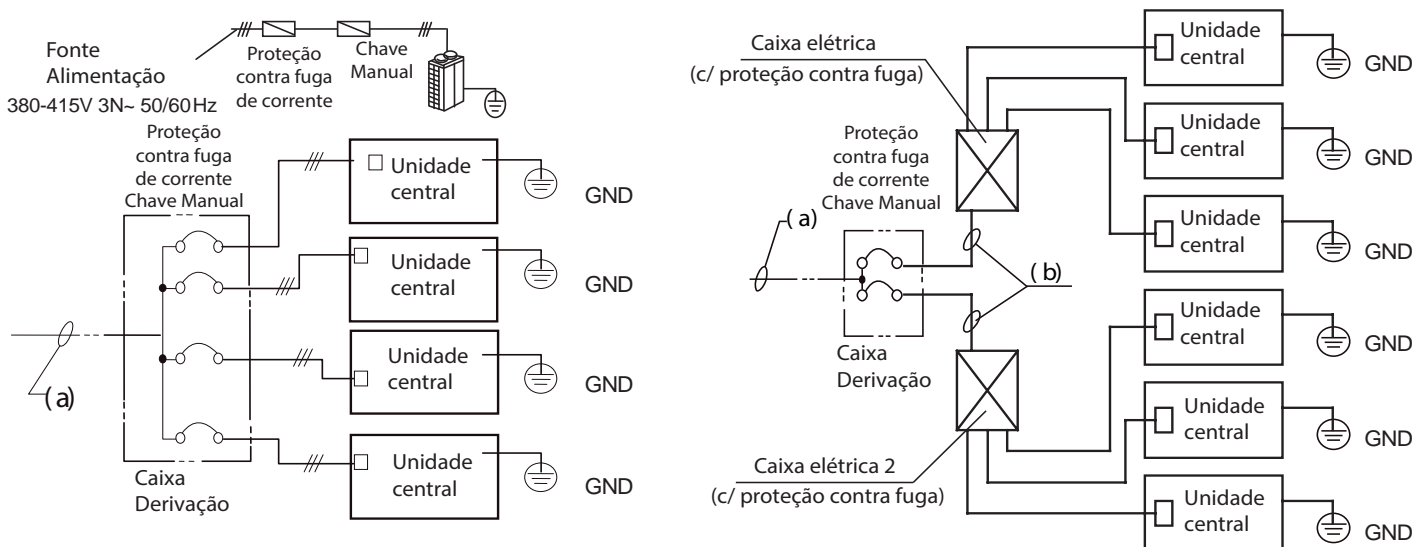 Fonte
Alimentação
380-415V 3N~ 50/60Hz
Proteção
contra fuga
de corrente
Chave
Manual
Proteção
contra fuga
de corrente
Chave Manual
Unidade
central
GND
Unidade
central
GND
Unidade
central
GND
Unidade
central
GND
(a)
Caixa
Derivação
Caixa elétrica
(c/ proteção contra fuga)
Proteção
contra fuga
de corrente
Chave Manual
(a)
(b)
Caixa
Derivação
Caixa elétrica 2
(c/ proteção contra fuga)
Unidade
central
GND
Unidade
central
GND
Unidade
central
GND
Unidade
central
GND
Unidade
central
GND
Unidade
central
GND